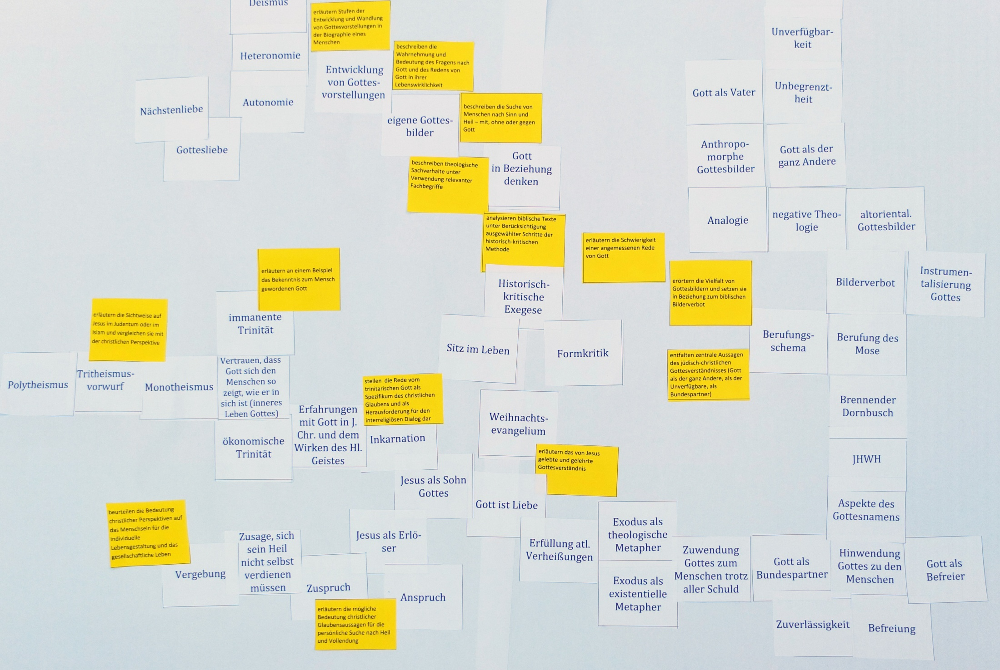 Deismus
Heteronomie
Autonomie
Nächstenliebe
Gottesliebe
erläutern Stufen der
Entwicklung und Wandlung
von Gottesvorstellungen in
der Biographie eines
Menschen
Entwicklung
von Gottes-
vorstellungen
beschreiben die
Wahrnehmung und
Bedeutung des Fragens nach
Gott und des Redens von
Gott in ihrer
Lebenswirklichkeit
eigene Gottes-
bilder
beschreiben die Suche von
Menschen nach Sinn und
Heil – mit, ohne oder gegen
Gott
Gott
in Beziehung
denken
beschreiben theologische
Sachverhalte unter
Verwendung relevanter
Fachbegriffe
analysieren biblische Texte
unter Berücksichtigung
ausgewählter Schritte der
historisch-kritischen
Methode
Historisch-
kritische
Exegese
Sitz im Leben
Formkritik
Unverfügbar-
keit
Gott als Vater
Unbegrenzt-
heit
Anthropo-
morphe
Gottesbilder
Gott als der
ganz Andere
Analogie
negative Theo-
logie
altoriental.
Gottesbilder
erläutern die Schwierigkeit
einer angemessenen Rede
von Gott
erörtern die Vielfalt von
Gottesbildern und setzen sie
in Beziehung zum biblischen
Bilderverbot
Bilderverbot
Instrumen-
talisierung
Gottes
Berufungs-
schema
Berufung des
Mose
entfalten zentrale Aussagen
des jüdisch-christlichen
Gottesverständnisses (Gott
als der ganz Andere, als der
Unverfügbare, als
Bundespartner)
Brennender
Dornbusch
JHWH
Aspekte des
Gottesnamens
erläutern an einem Beispiel
das Bekenntnis zum Mensch
gewordenen Gott
immanente
Trinität
erläutern die Sichtweise auf
Jesus im Judentum oder im
Islam und vergleichen sie mit
der christlichen Perspektive
Polytheismus
Tritheismus-
vorwurf
Monotheismus
Vertrauen, dass
Gott sich den
Menschen so
zeigt, wie er in
sich ist (inneres
Leben Gottes)
ökonomische
Trinität
Erfahrungen
mit Gott in J.
Chr. und dem
Wirken des Hl.
Geistes
stellen die Rede vom
trinitarischen Gott als
Spezifikum des christlichen
Glaubens und als
Herausforderung für den
interreligiösen Dialog dar
Inkarnation
Weihnachts-
evangelium
erläutern das von Jesus
gelebte und gelehrte
Gottesverständnis
Jesus als Sohn
Gottes
Gott ist Liebe
Jesus als Erlö-
ser
Erfüllung atl.
Verheißungen
Exodus als
theologische
Metapher
Exodus als
existentielle
Metapher
Zuwendung
Gottes zum
Menschen trotz
aller Schuld
Gott als
Bundespartner
Hinwendung
Gottes zu den
Menschen
Gott als
Befreier
Zuverlässigkeit
Befreiung
beurteilen die Bedeutung
christlicher Perspektiven auf
das Menschsein für die
individuelle
Lebensgestaltung und das
gesellschaftliche Leben
Vergebung
Zusage, sich
sein Heil
nicht selbst
verdienen
müssen
Zuspruch
Anspruch
erläutern die mögliche
Bedeutung christlicher
Glaubensaussagen für die
persönliche Suche nach Heil
und Vollendung